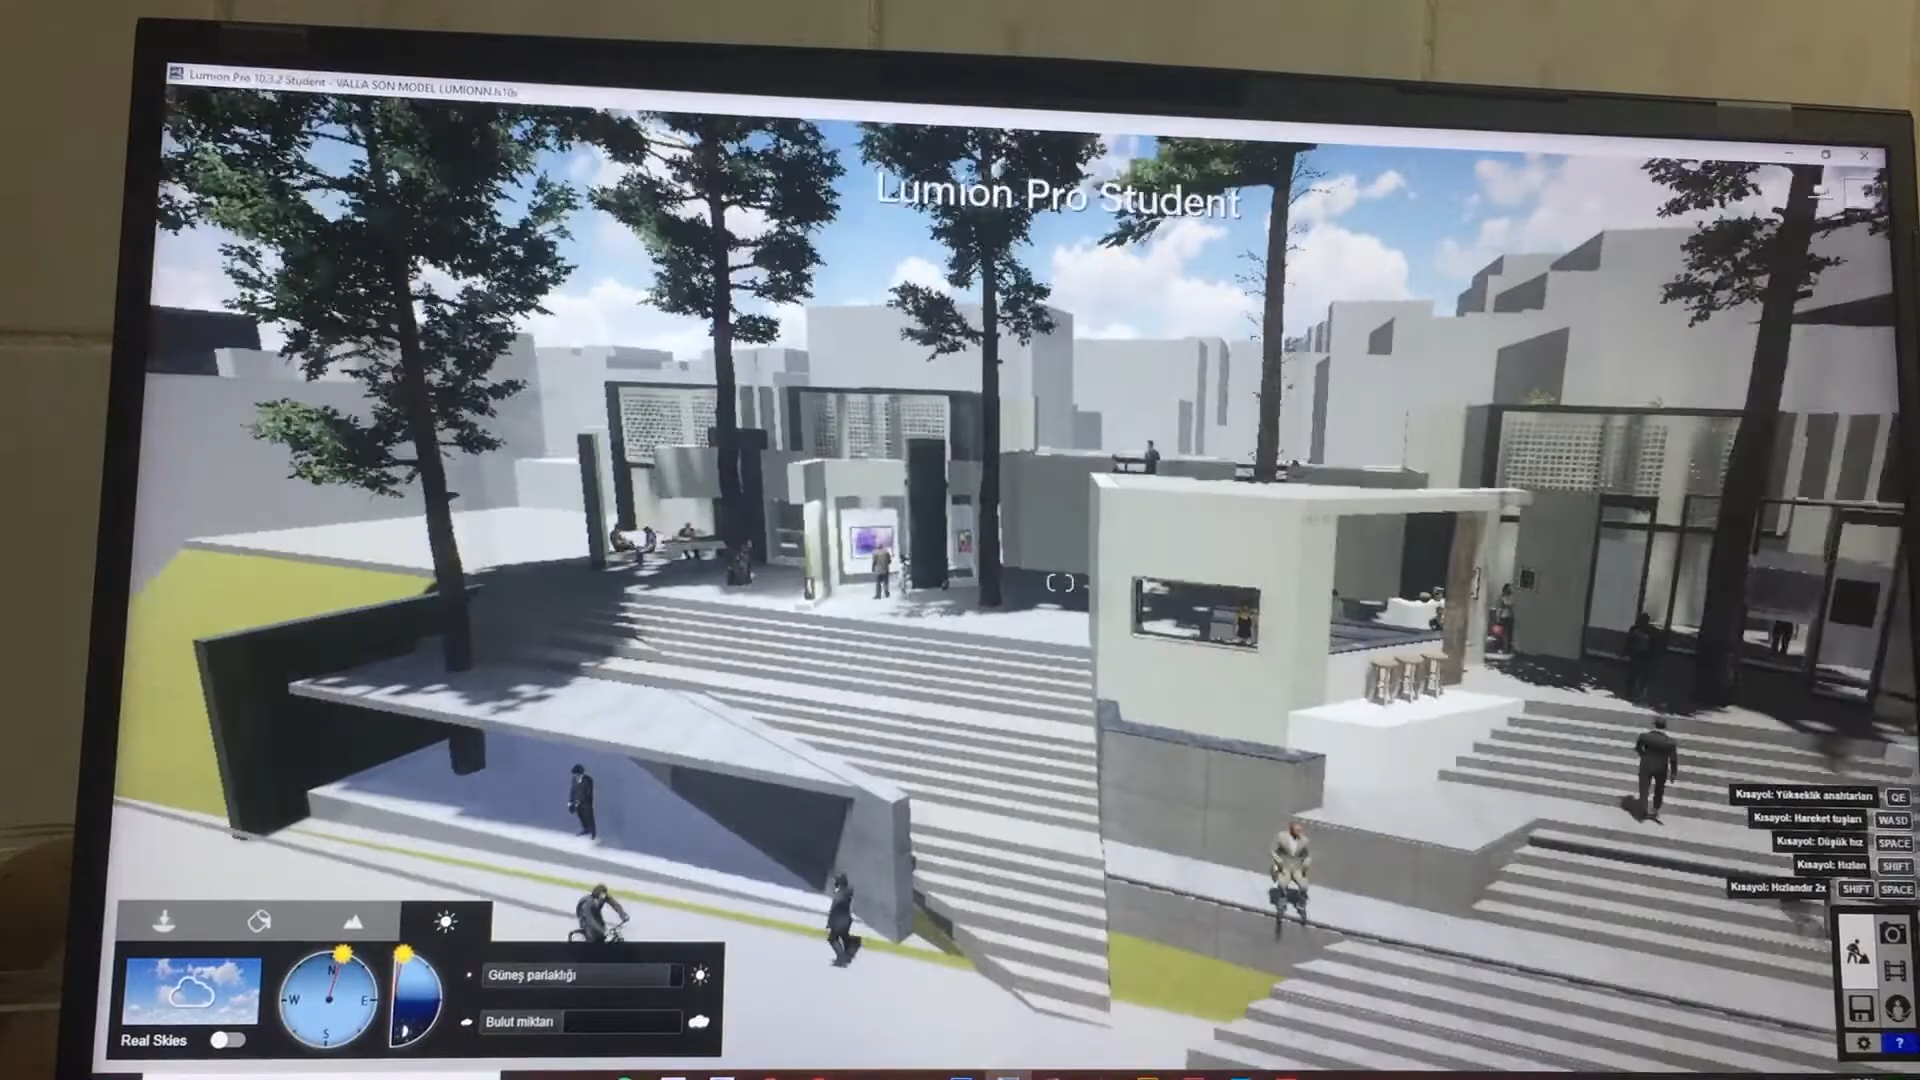 Lumion Pro 10.3.2 Student - VALLA SON MODEL LUMIONN.ls10s
Lumion Pro Student
Kısayol: Yükseklik anahtarları QE
Kısayol: Hareket tuşları WASD
Kısayol: Düşük hız SPACE
Kısayol: Hızlan SHIFT
Kısayol: Hızlandır 2x SHIFT SPACE
N
W E
S
Güneş parlaklığı
Bulut miktarı
Real Skies
?